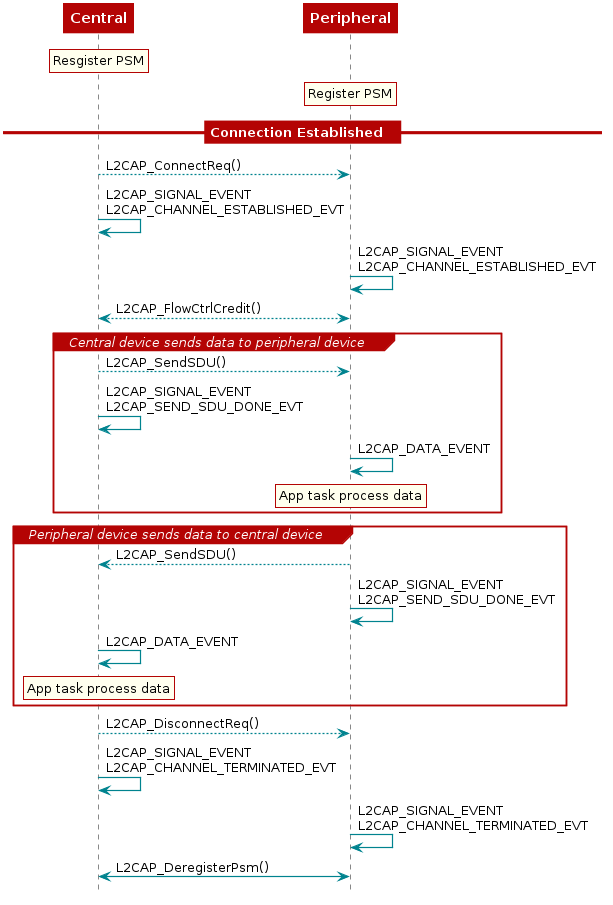 Central
Peripheral
Resgister PSM
Register PSM
Connection Established
L2CAP_ConnectReq()
L2CAP_SIGNAL_EVENT
L2CAP_CHANNEL_ESTABLISHED_EVT
L2CAP_SIGNAL_EVENT
L2CAP_CHANNEL_ESTABLISHED_EVT
L2CAP_FlowCtrlCredit()
Central device sends data to peripheral device
L2CAP_SendSDU()
L2CAP_SIGNAL_EVENT
L2CAP_SEND_SDU_DONE_EVT
L2CAP_DATA_EVENT
App task process data
Peripheral device sends data to central device
L2CAP_SendSDU()
L2CAP_SIGNAL_EVENT
L2CAP_SEND_SDU_DONE_EVT
L2CAP_DATA_EVENT
App task process data
L2CAP_DisconnectReq()
L2CAP_SIGNAL_EVENT
L2CAP_CHANNEL_TERMINATED_EVT
L2CAP_SIGNAL_EVENT
L2CAP_CHANNEL_TERMINATED_EVT
L2CAP_DeregisterPsm()